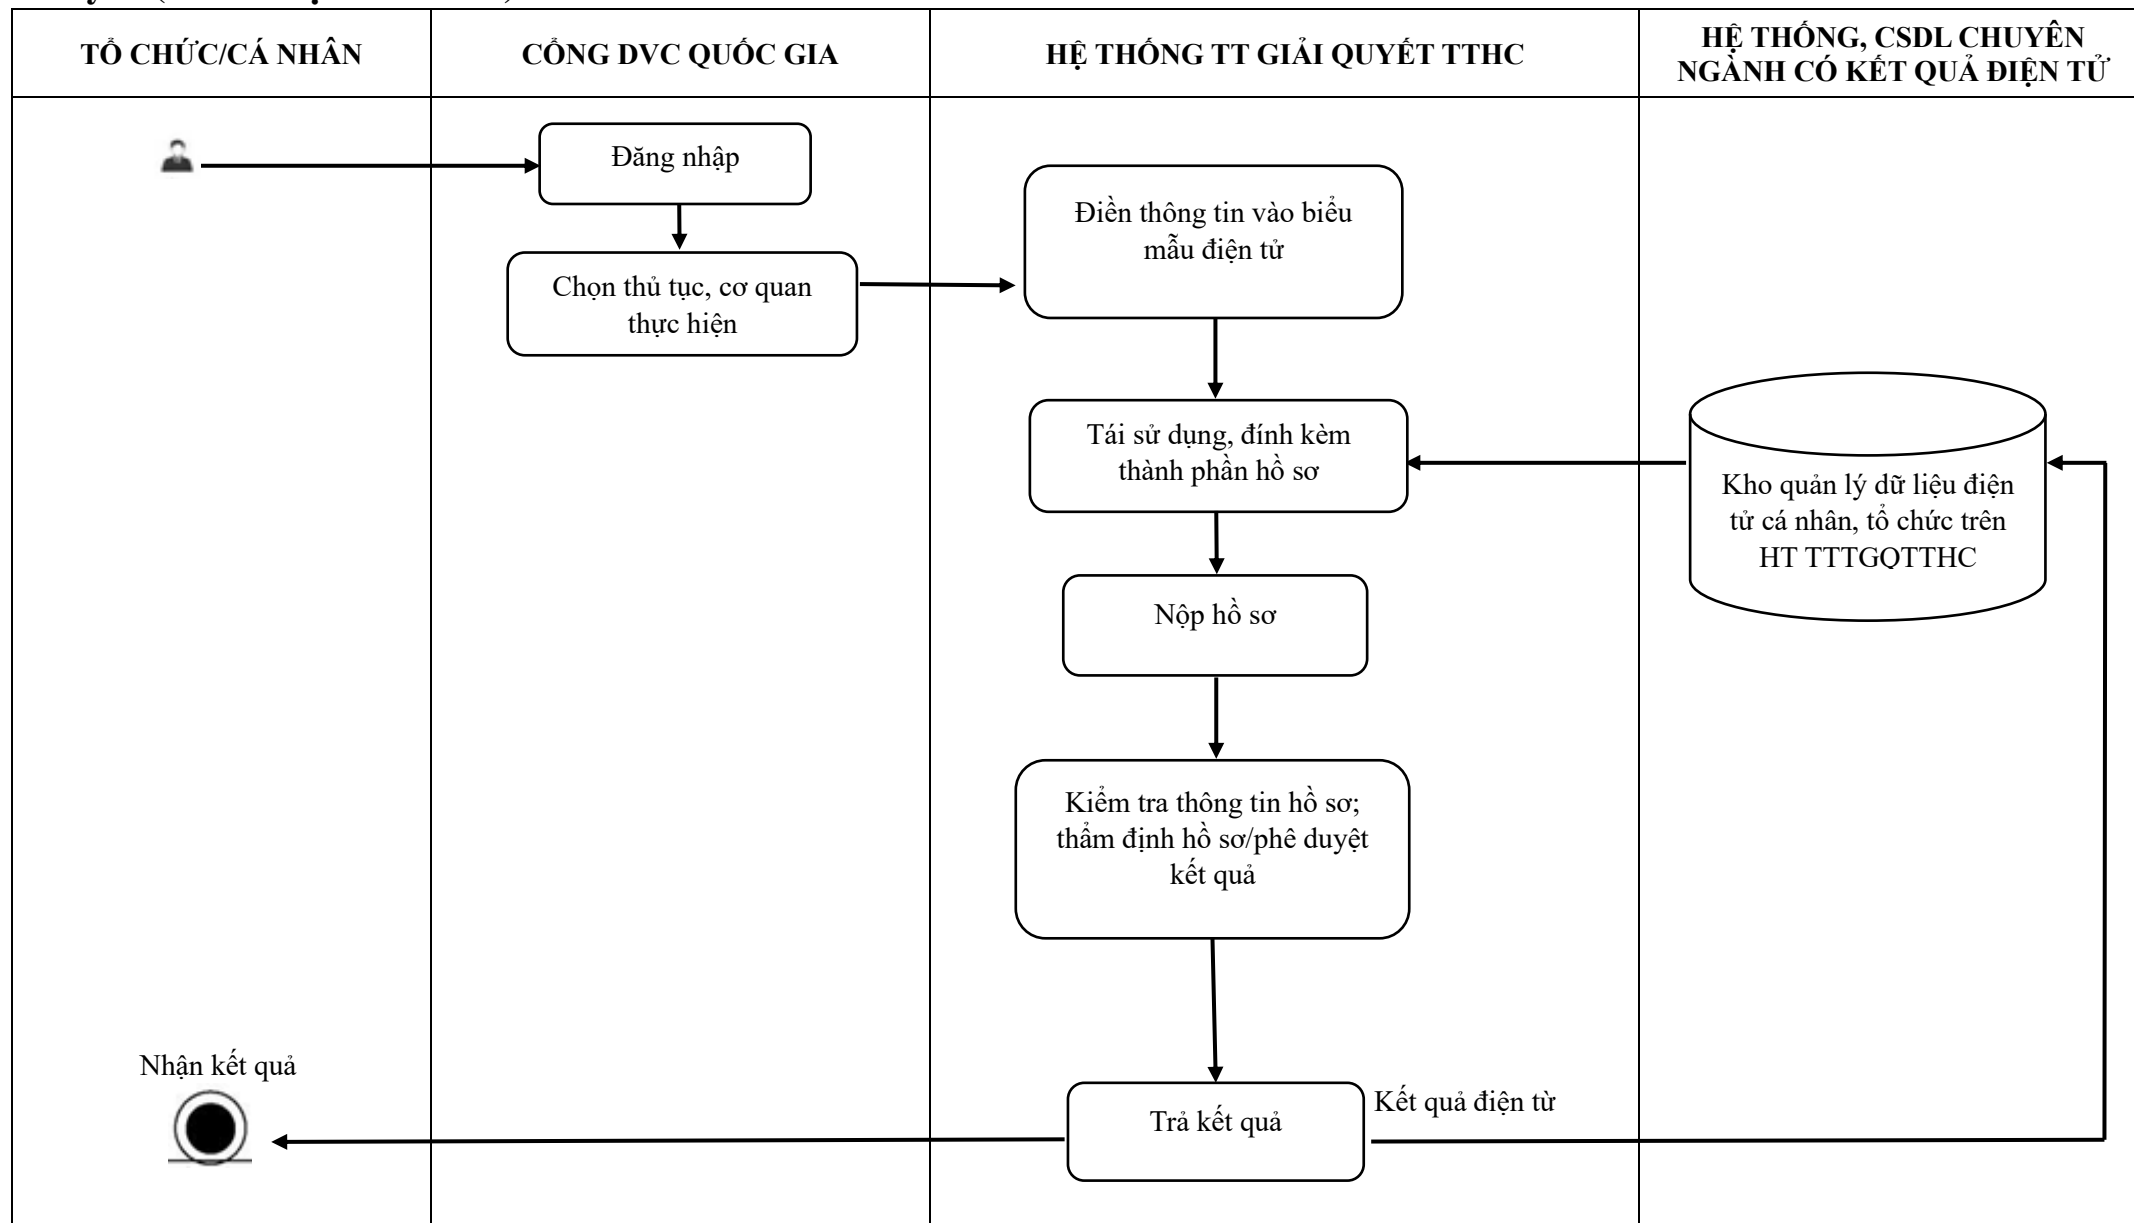 TỔ CHỨC/CÁ NHÂN
CỔNG DVC QUỐC GIA
HỆ THỐNG TT GIẢI QUYẾT TTHC
HỆ THỐNG, CSDL CHUYÊN
NGÀNH CÓ KẾT QUẢ ĐIỆN TỬ
Đăng nhập
Chọn thủ tục, cơ quan
thực hiện
Điền thông tin vào biểu
mẫu điện tử
Tái sử dụng, đính kèm
thành phần hồ sơ
Kho quản lý dữ liệu điện
tử cá nhân, tổ chức trên
HT TTTGQTTHC
Nộp hồ sơ
Kiểm tra thông tin hồ sơ;
thẩm định hồ sơ/phê duyệt
kết quả
Nhận kết quả
Trả kết quả
Kết quả điện từ